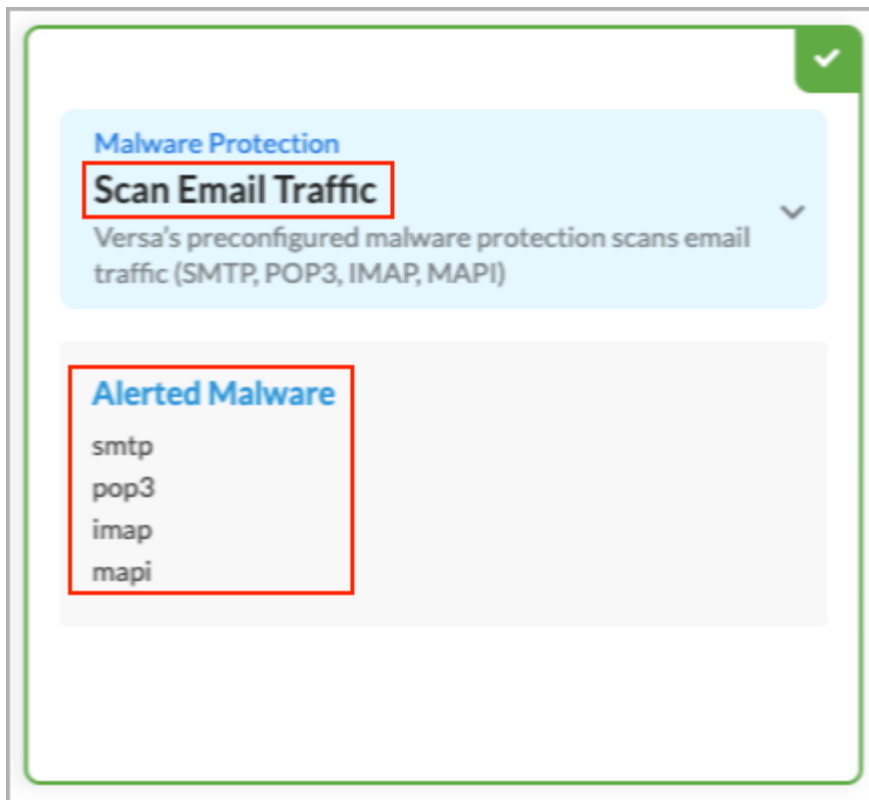 Malware Protection
Scan Email Traffic
Versa's preconfigured malware protection scans email
traffic (SMTP, POP3, IMAP, MAPI)
Alerted Malware
smtp
pop3
imap
mapi